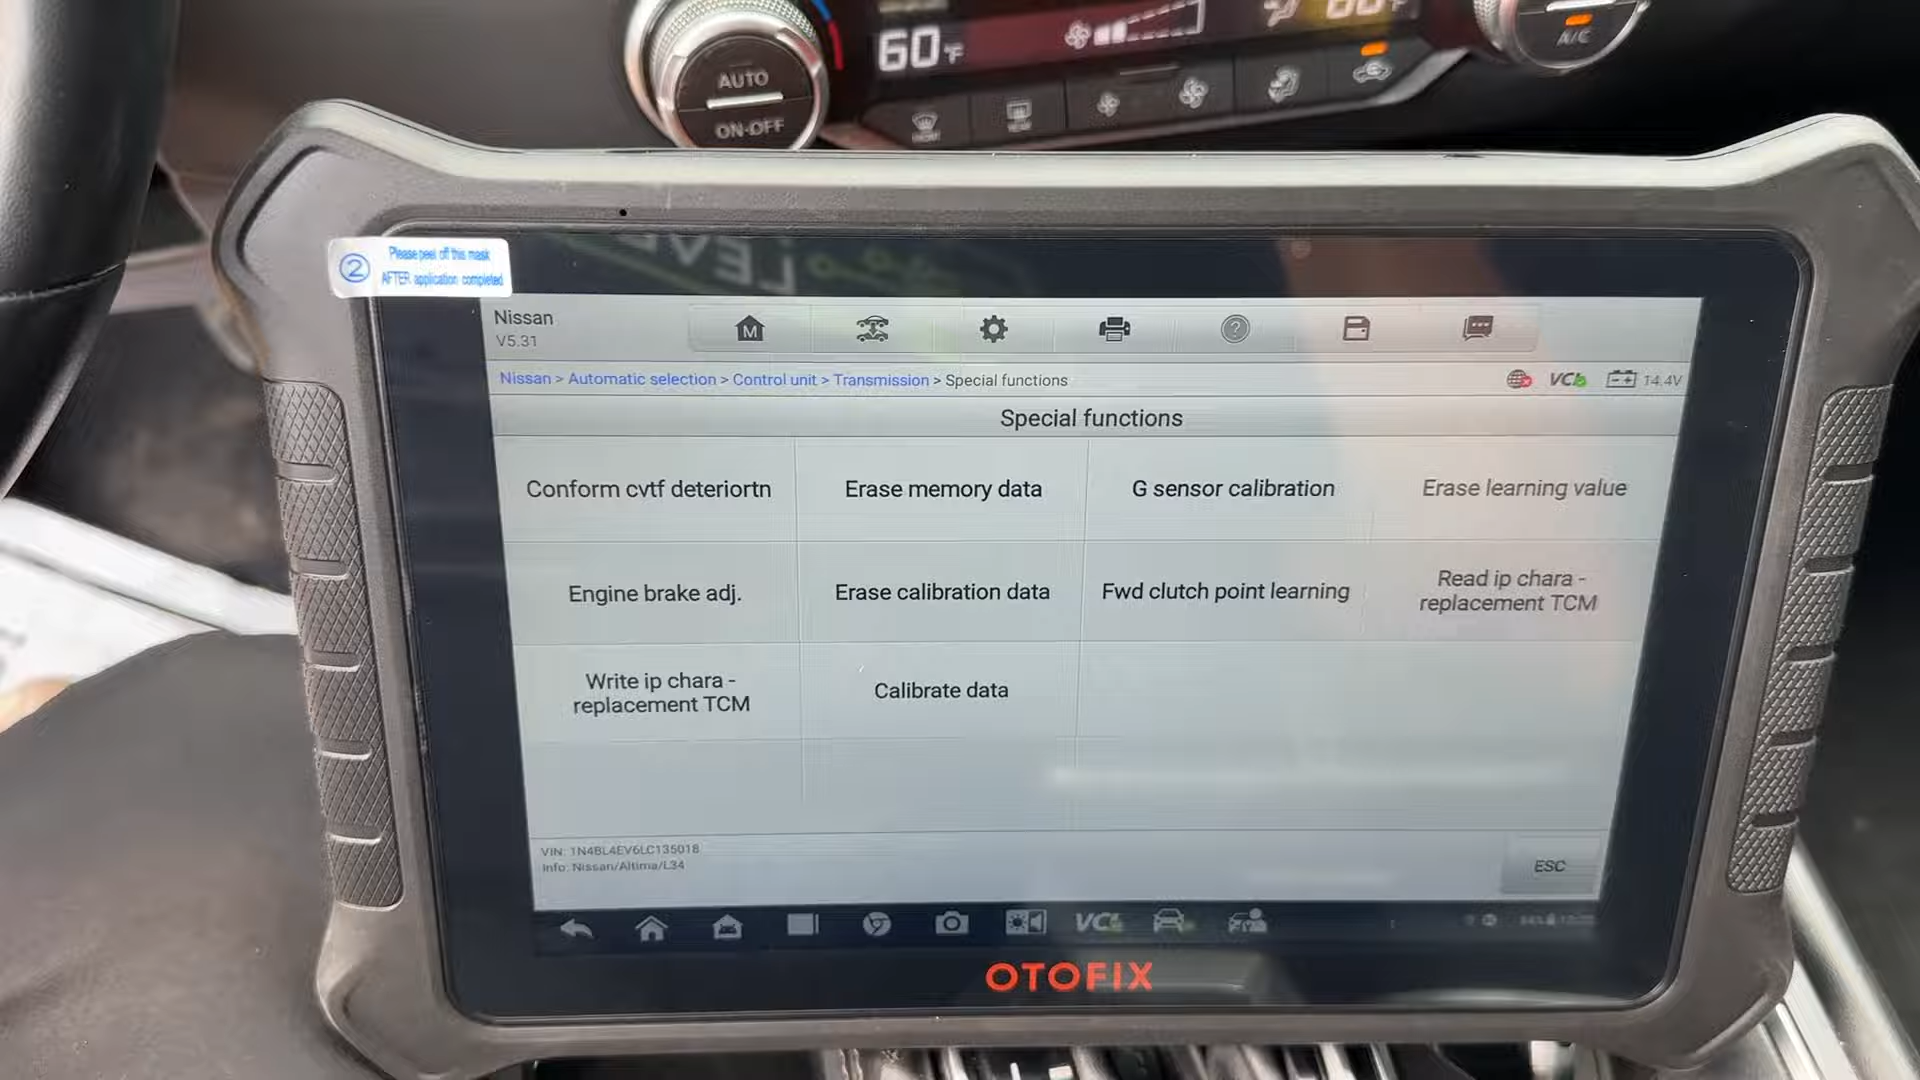 AUTO
ON-OFF
60°F
A/C
② Please peel off this mask
AFTER application completed
Nissan
V5.31
M
?
Nissan > Automatic selection > Control unit > Transmission > Special functions
VCI
14.4V
Special functions
Conform cvtf deteriortn
Erase memory data
G sensor calibration
Erase learning value
Engine brake adj.
Erase calibration data
Fwd clutch point learning
Read ip chara -
replacement TCM
Write ip chara -
replacement TCM
Calibrate data
VIN: 1N4BL4EV6LC135018
Info: Nissan/Altima/L34
ESC
VCI
OTOFIX